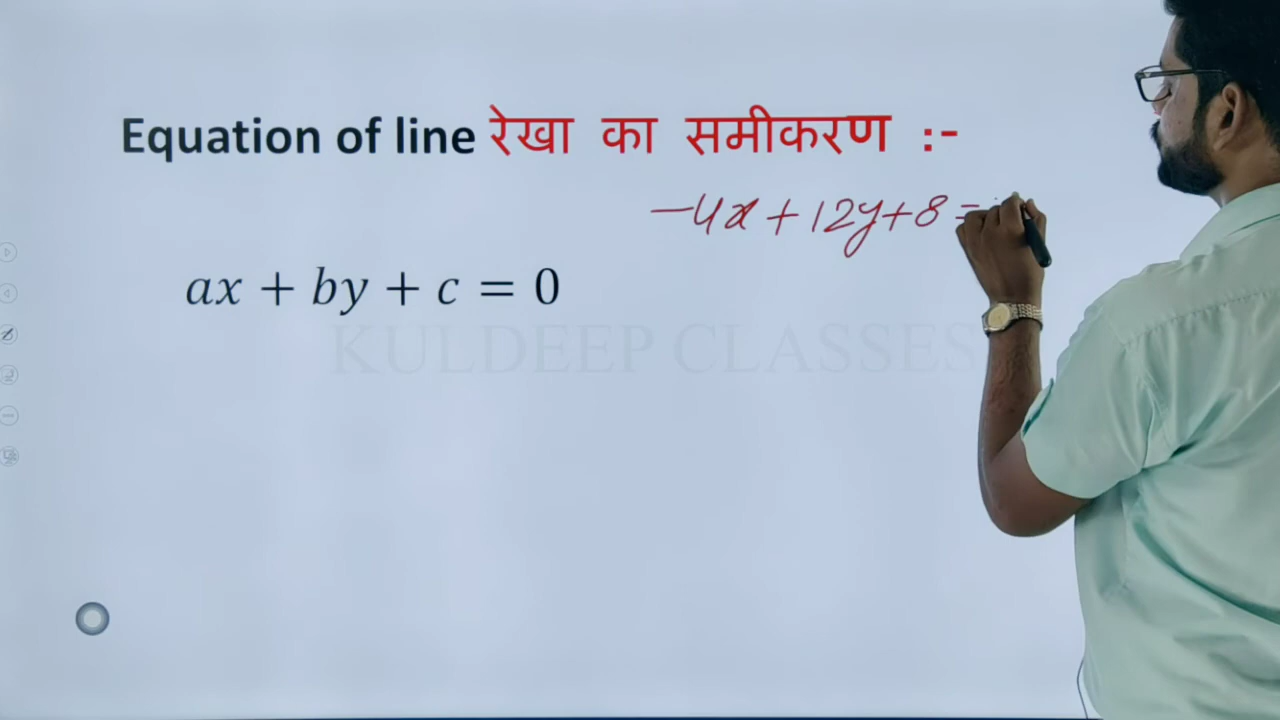 Equation of line रेखा का समीकरण :-
-4x + 12y + 8 =
ax + by + c = 0
KULDEEP CLASSES